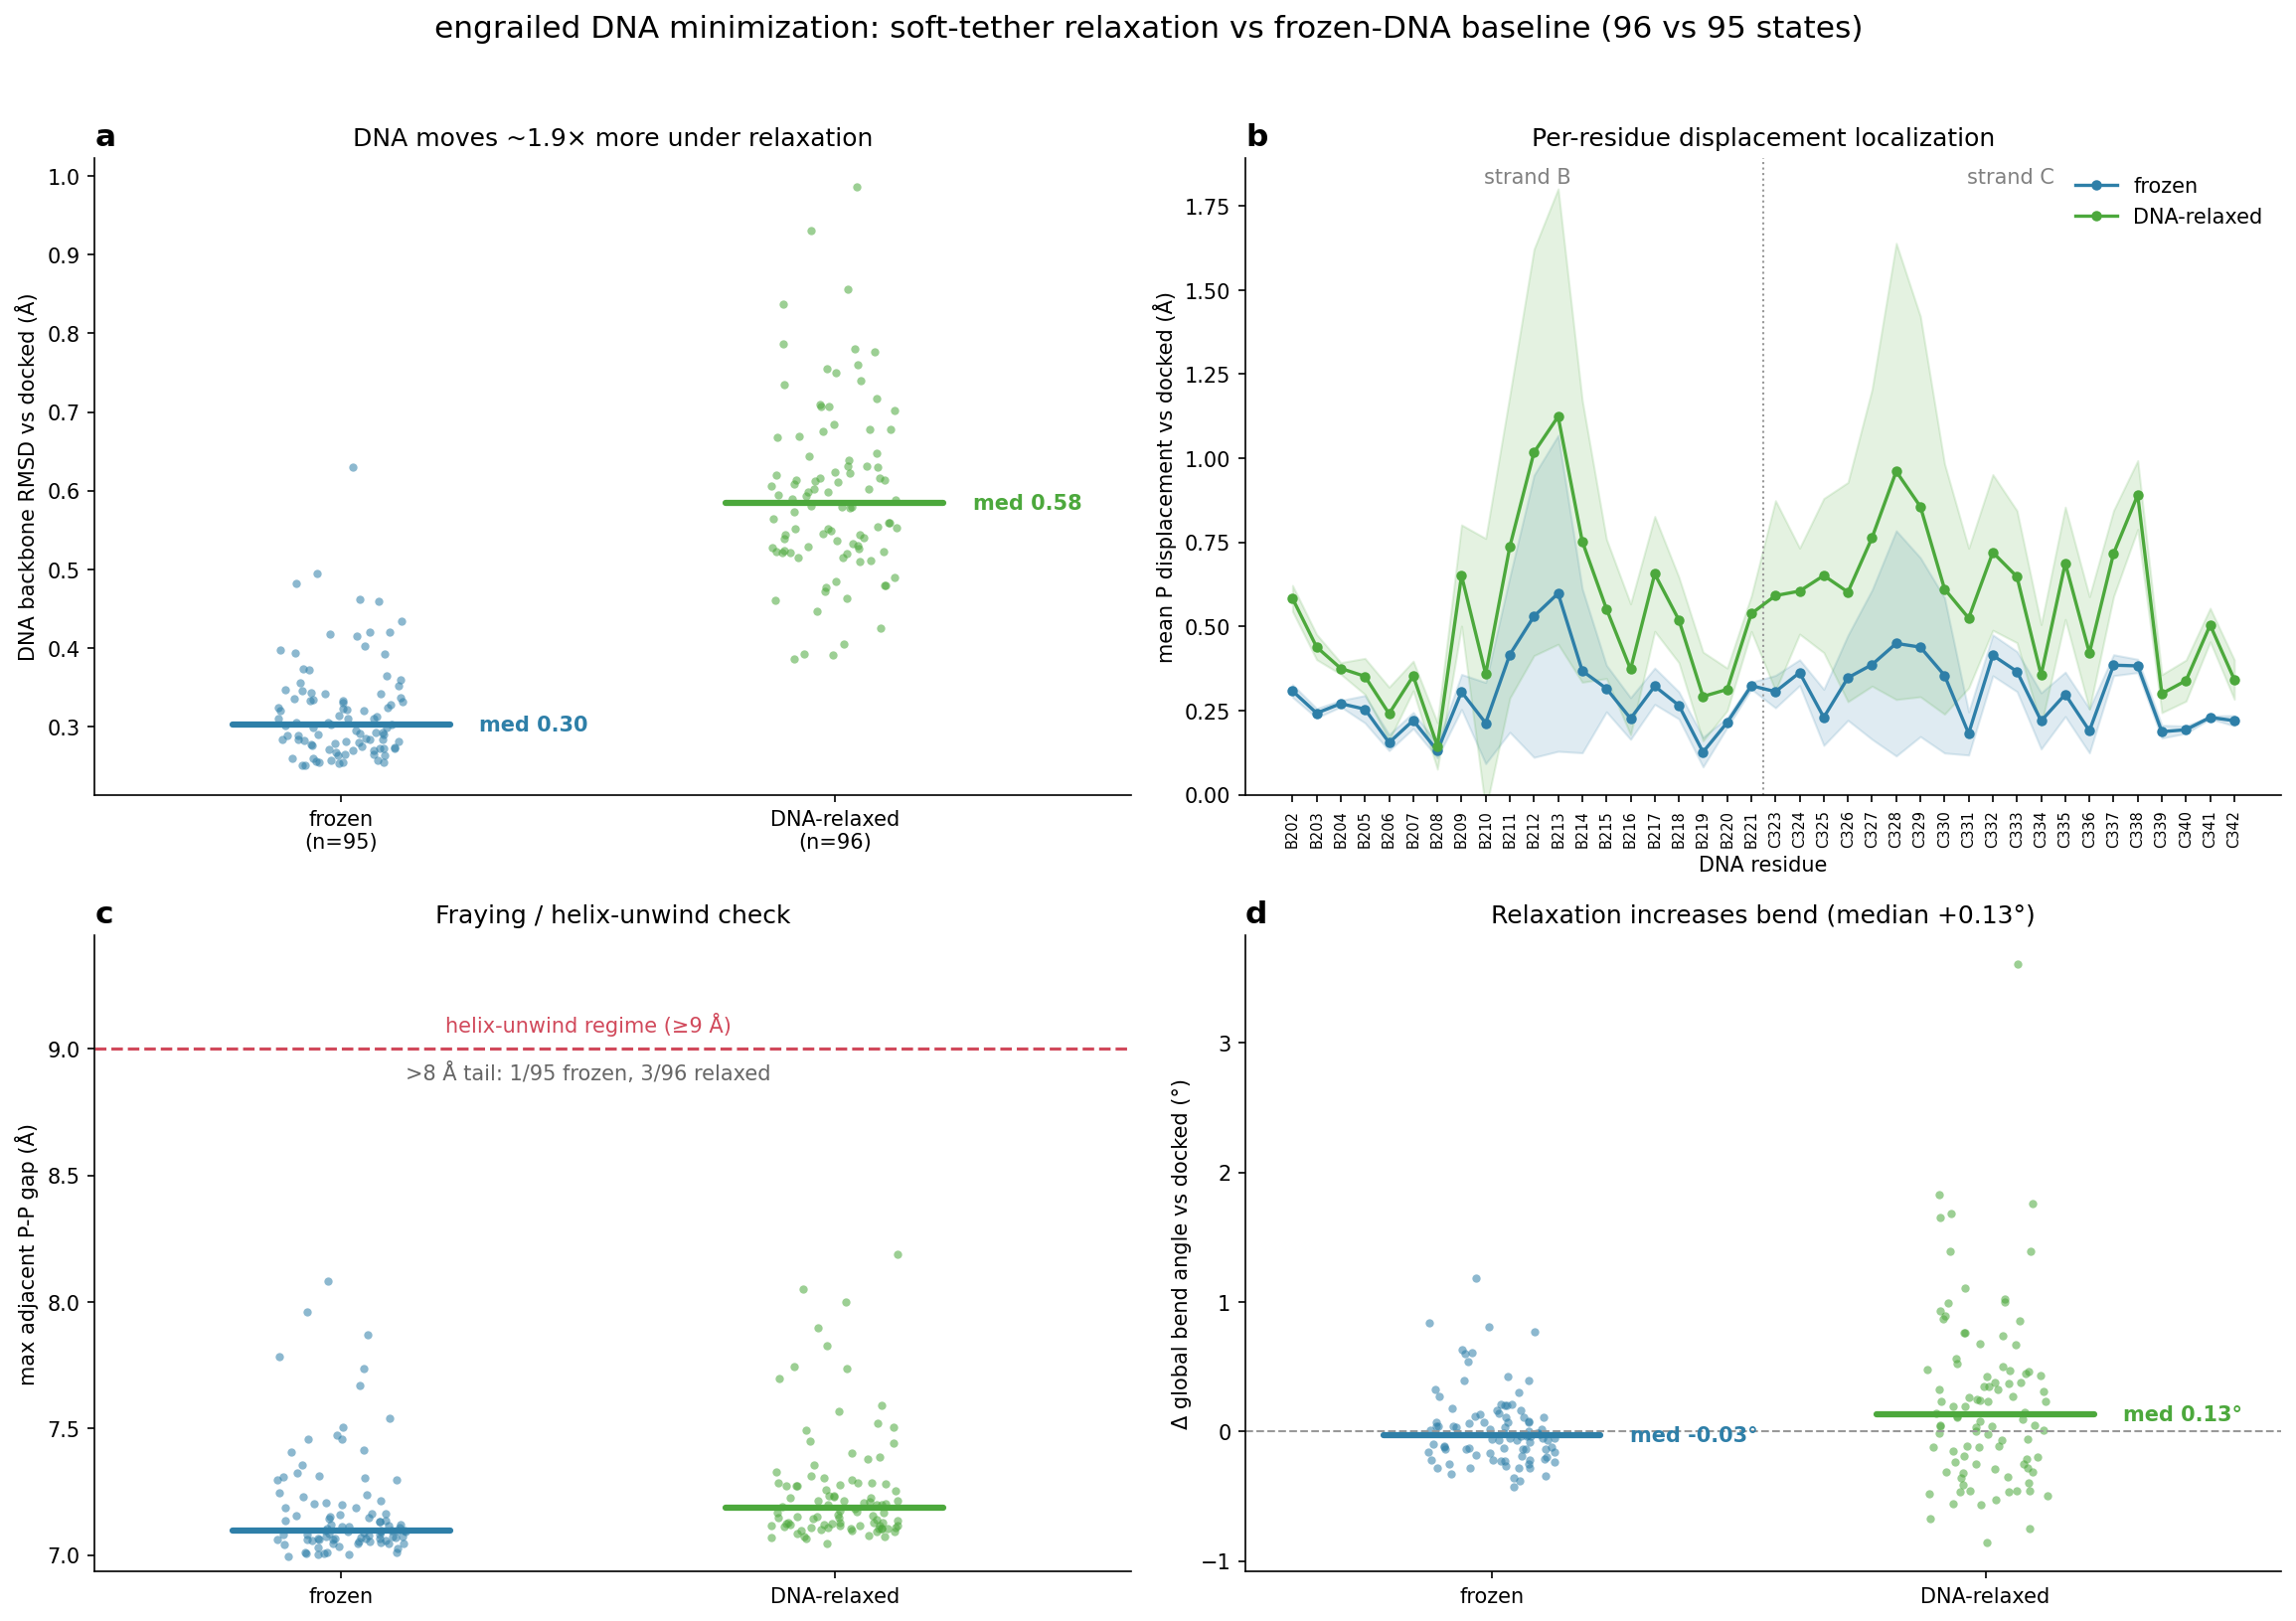 engrailed DNA minimization: soft-tether relaxation vs frozen-DNA baseline (96 vs 95 states)
a
DNA moves ~1.9× more under relaxation
DNA backbone RMSD vs docked (Å)
1.0
0.9
0.8
0.7
0.6
0.5
0.4
0.3
med 0.30
med 0.58
frozen
(n=95)
DNA-relaxed
(n=96)
b
Per-residue displacement localization
strand B
strand C
frozen
DNA-relaxed
mean P displacement vs docked (Å)
1.75
1.50
1.25
1.00
0.75
0.50
0.25
0.00
B202
B203
B204
B205
B206
B207
B208
B209
B210
B211
B212
B213
B214
B215
B216
B217
B218
B219
B220
B221
C323
C324
C325
C326
C327
C328
C329
C330
C331
C332
C333
C334
C335
C336
C337
C338
C339
C340
C341
C342
DNA residue
c
Fraying / helix-unwind check
max adjacent P-P gap (Å)
helix-unwind regime (≥9 Å)
>8 Å tail: 1/95 frozen, 3/96 relaxed
9.0
8.5
8.0
7.5
7.0
frozen
DNA-relaxed
d
Relaxation increases bend (median +0.13°)
Δ global bend angle vs docked (°)
3
2
1
0
−1
med -0.03°
med 0.13°
frozen
DNA-relaxed